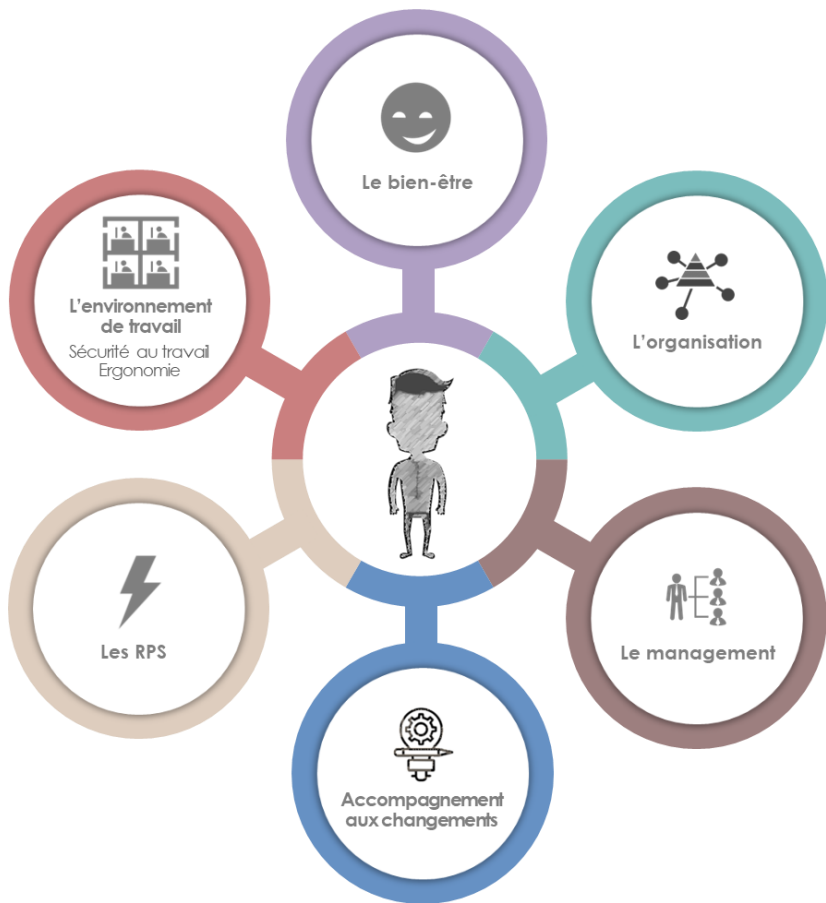 Le bien-être
L'environnement
de travail
Sécurité au travail
Ergonomie
L'organisation
Les RPS
Le management
Accompagnement
aux changements